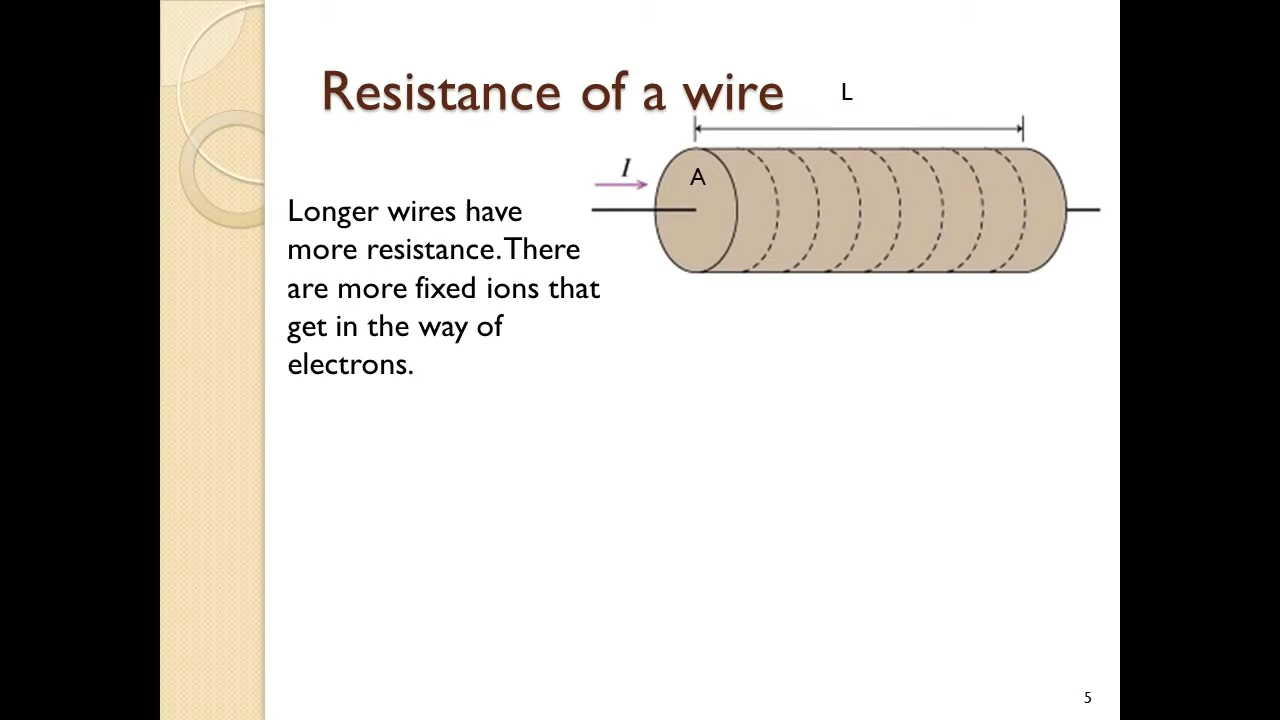 Resistance of a wire
L
I
A
Longer wires have
more resistance. There
are more fixed ions that
get in the way of
electrons.
5